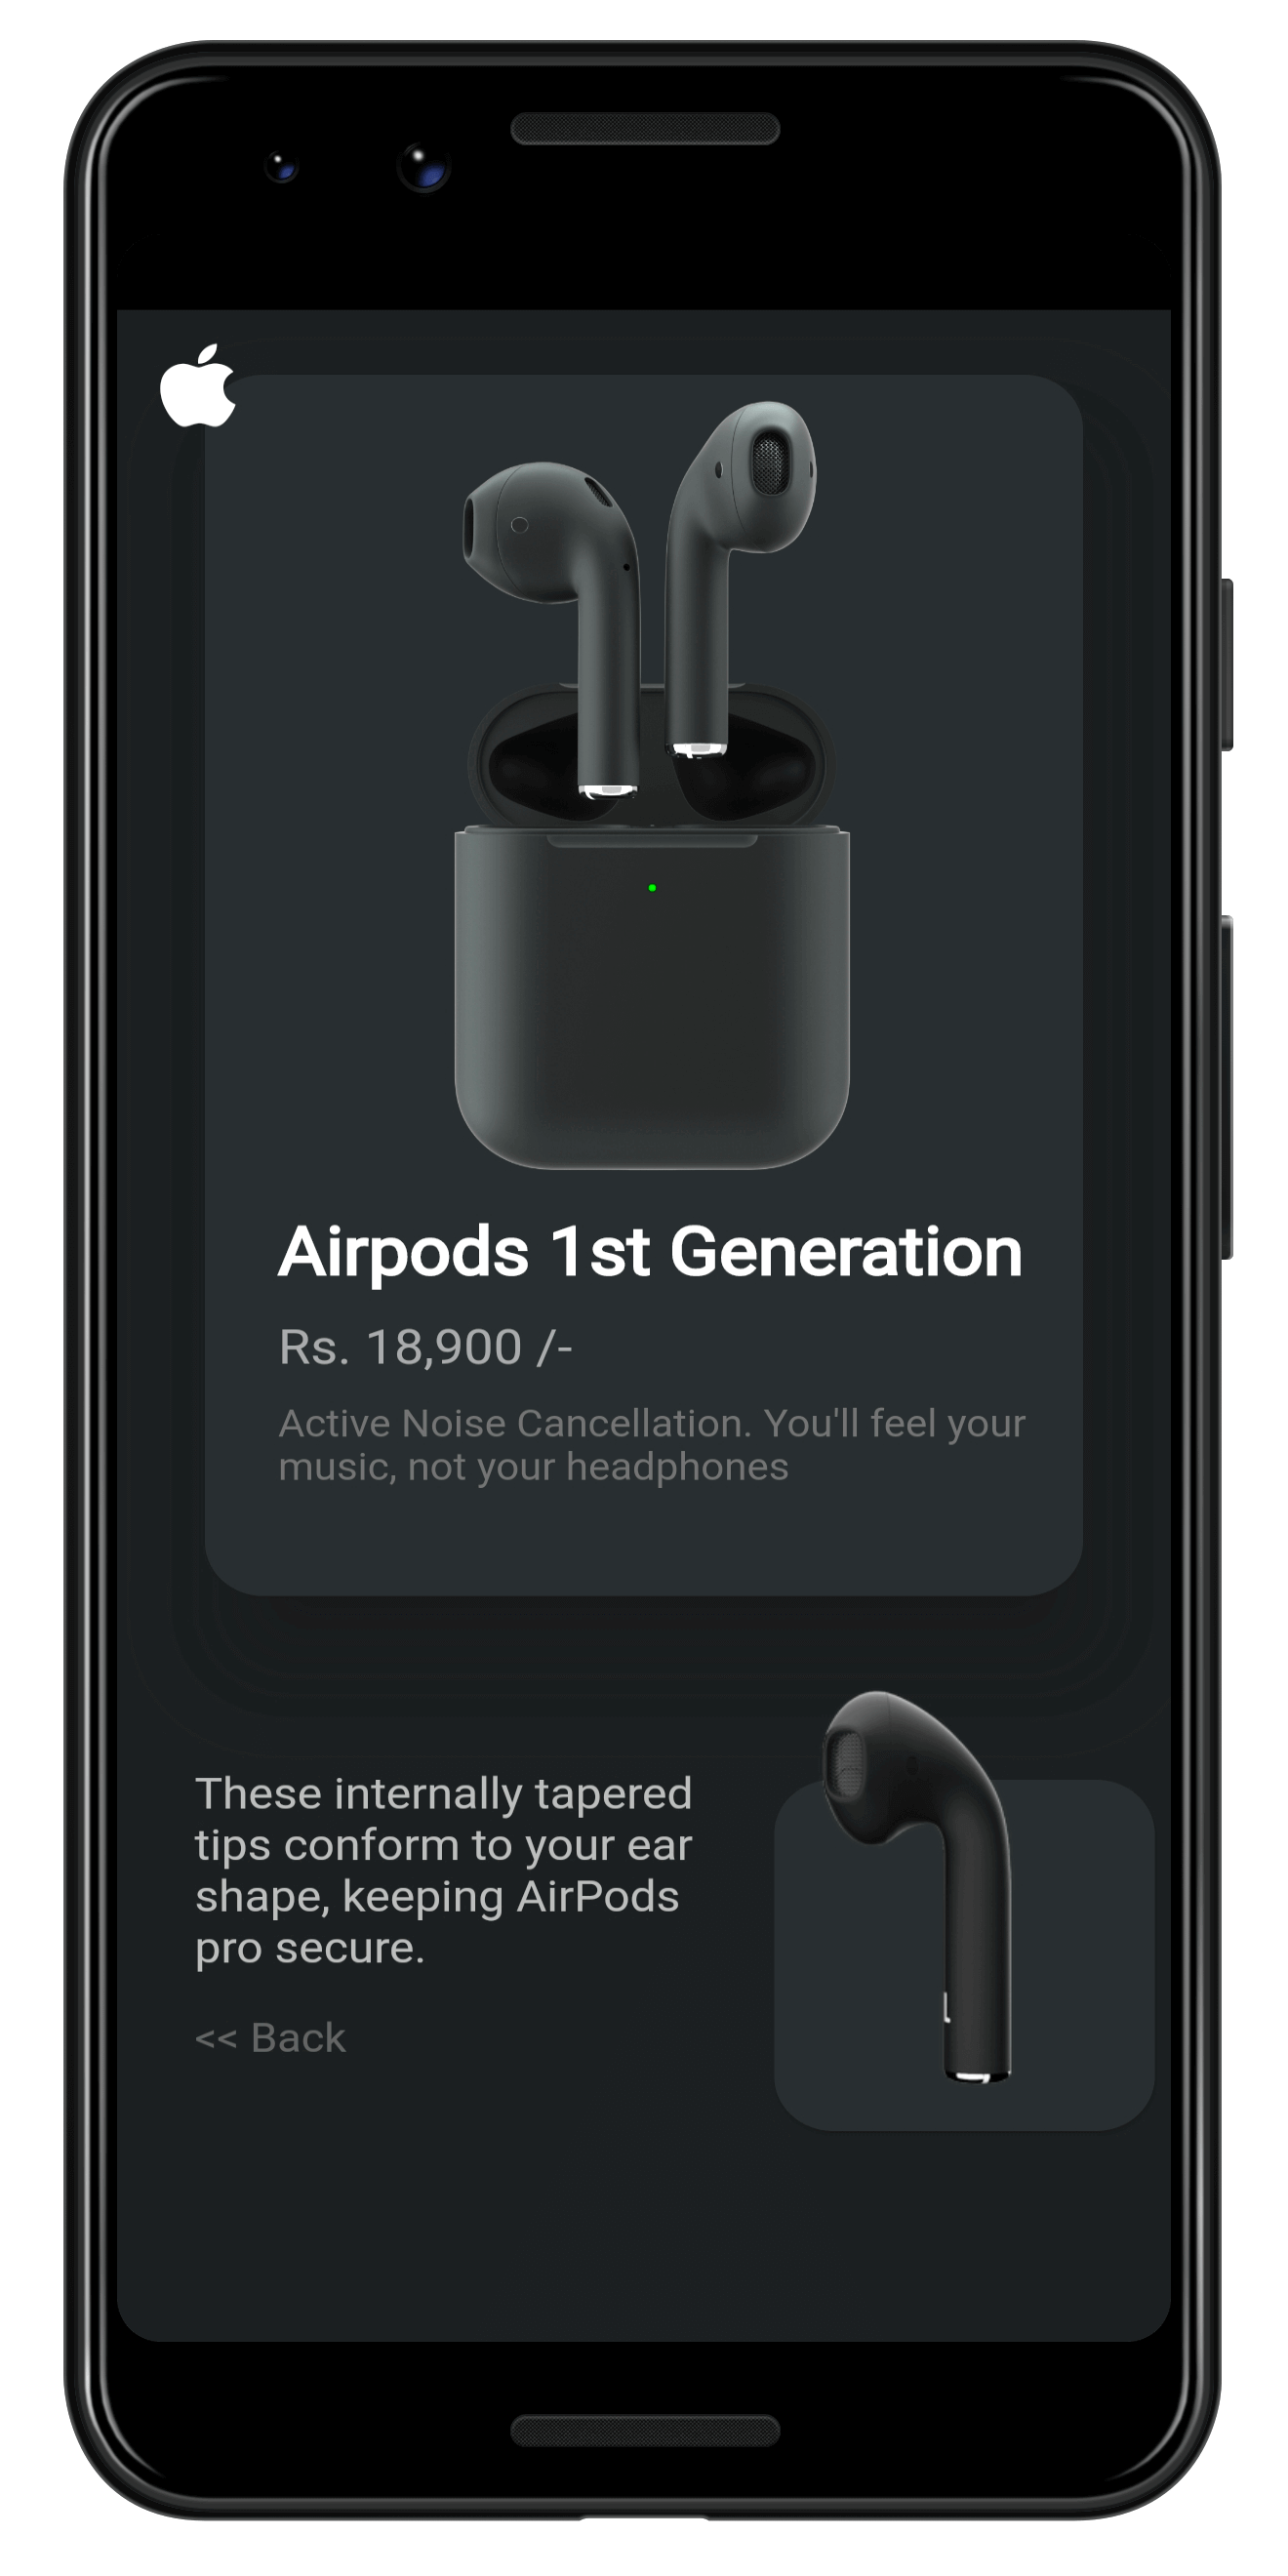 Airpods 1st Generation
Rs. 18,900 /-
Active Noise Cancellation. You'll feel your
music, not your headphones
These internally tapered
tips conform to your ear
shape, keeping AirPods
pro secure.
<< Back